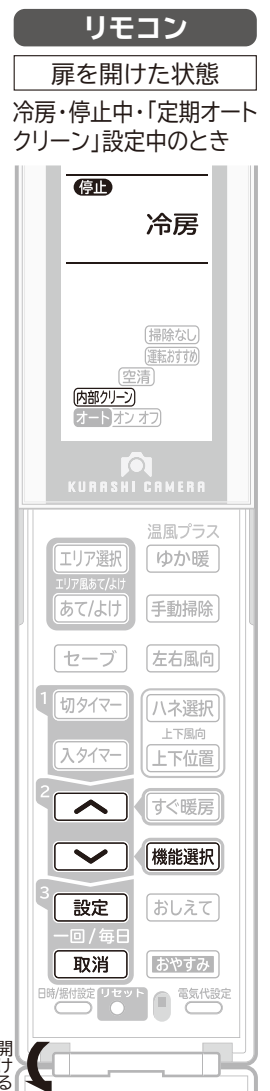 リモコン
扉を開けた状態
冷房・停止中・「定期オート
クリーン」設定中のとき
停止
冷房
掃除なし
運転おすすめ
空清
内部クリーン
オート オン オフ
KURASHI CAMERA
温風プラス
エリア選択 ゆか暖
エリア風あて/よけ
あて/よけ 手動掃除
セーブ 左右風向
1 切タイマー ハネ選択
上下風向
入タイマー 上下位置
2 すぐ暖房
機能選択
3 設定 おしえて
一回/毎日
取消 おやすみ
日時/据付設定 リセット 電気代設定
開ける